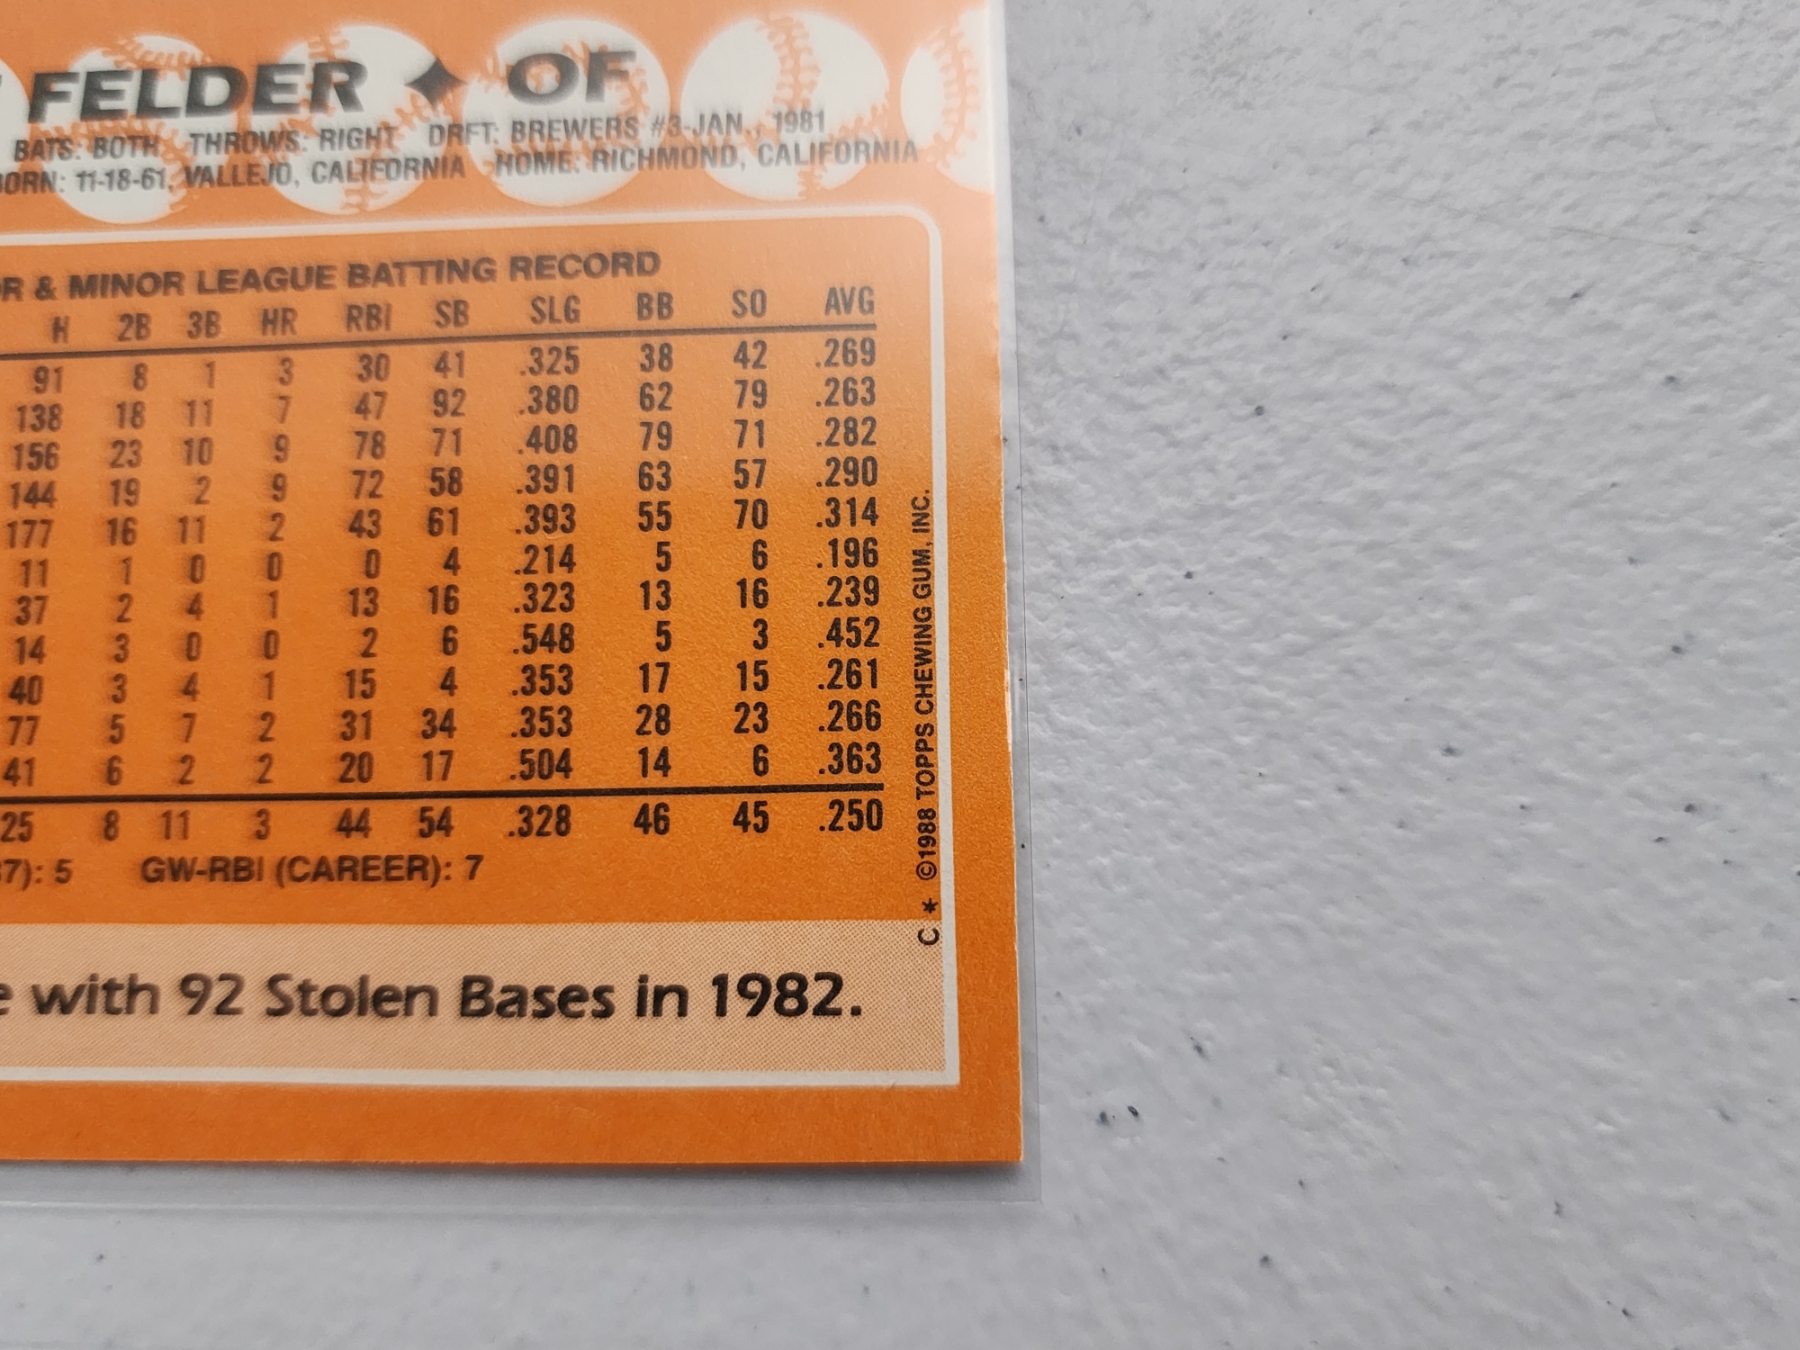 FELDER ✦ OF
BATS: BOTH THROWS: RIGHT DRFT: BREWERS #3-JAN., 1981
BORN: 11-18-61, VALLEJO, CALIFORNIA HOME: RICHMOND, CALIFORNIA
R & MINOR LEAGUE BATTING RECORD
H 2B 3B HR RBI SB SLG BB SO AVG
91 8 1 3 30 41 .325 38 42 .269
138 18 11 7 47 92 .380 62 79 .263
156 23 10 9 78 71 .408 79 71 .282
144 19 2 9 72 58 .391 63 57 .290
177 16 11 2 43 61 .393 55 70 .314
11 1 0 0 0 4 .214 5 6 .196
37 2 4 1 13 16 .323 13 16 .239
14 3 0 0 2 6 .548 5 3 .452
40 3 4 1 15 4 .353 17 15 .261
77 5 7 2 31 34 .353 28 23 .266
41 6 2 2 20 17 .504 14 6 .363
25 8 11 3 44 54 .328 46 45 .250
7): 5 GW-RBI (CAREER): 7
e with 92 Stolen Bases in 1982.
C * ©1988 TOPPS CHEWING GUM, INC.